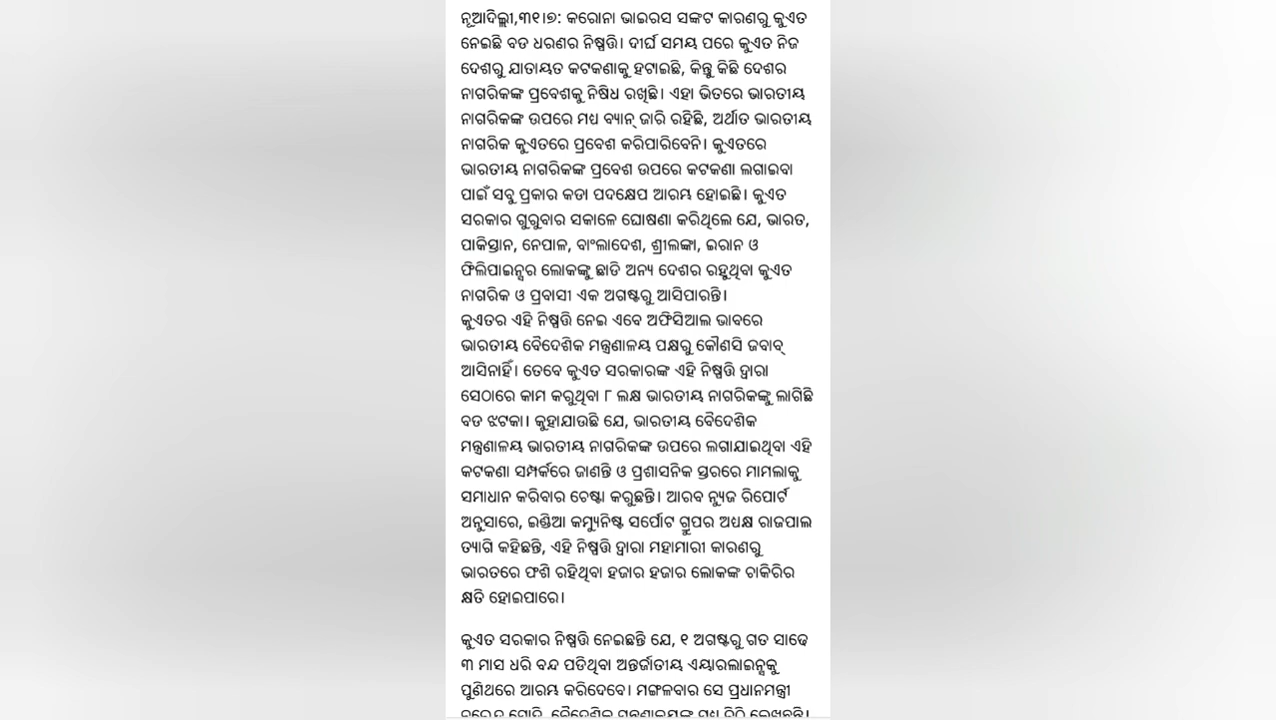 ନୂଆଦିଲ୍ଲୀ,୩୧।୭: କରୋନା ଭାଇରସ ସଙ୍କଟ କାରଣରୁ କୁଏତ
ନେଇଛି ବଡ ଧରଣର ନିଷ୍ପତ୍ତି। ଦୀର୍ଘ ସମୟ ପରେ କୁଏତ ନିଜ
ଦେଶରୁ ଯାତାୟତ କଟକଣାକୁ ହଟାଇଛି, କିନ୍ତୁ କିଛି ଦେଶର
ନାଗରିକଙ୍କ ପ୍ରବେଶକୁ ନିଷିଧ ରଖିଛି। ଏହା ଭିତରେ ଭାରତୀୟ
ନାଗରିକଙ୍କ ଉପରେ ମଧ୍ୟ ବ୍ୟାନ୍ ଜାରି ରହିଛି, ଅର୍ଥାତ ଭାରତୀୟ
ନାଗରିକ କୁଏତରେ ପ୍ରବେଶ କରିପାରିବେନି। କୁଏତରେ
ଭାରତୀୟ ନାଗରିକଙ୍କ ପ୍ରବେଶ ଉପରେ କଟକଣା ଲଗାଇବା
ପାଇଁ ସବୁ ପ୍ରକାର କଡା ପଦକ୍ଷେପ ଆରମ୍ଭ ହୋଇଛି। କୁଏତ
ସରକାର ଗୁରୁବାର ସକାଳେ ଘୋଷଣା କରିଥିଲେ ଯେ, ଭାରତ,
ପାକିସ୍ତାନ, ନେପାଳ, ବାଂଲାଦେଶ, ଶ୍ରୀଲଙ୍କା, ଇରାନ ଓ
ଫିଲିପାଇନ୍ସର ଲୋକଙ୍କୁ ଛାଡି ଅନ୍ୟ ଦେଶର ରହୁଥିବା କୁଏତ
ନାଗରିକ ଓ ପ୍ରବାସୀ ଏକ ଅଗଷ୍ଟରୁ ଆସିପାରନ୍ତି।
କୁଏତର ଏହି ନିଷ୍ପତ୍ତି ନେଇ ଏବେ ଅଫିସିଆଲ ଭାବରେ
ଭାରତୀୟ ବୈଦେଶିକ ମନ୍ତ୍ରଣାଳୟ ପକ୍ଷରୁ କୌଣସି ଜବାବ୍
ଆସିନାହିଁ। ତେବେ କୁଏତ ସରକାରଙ୍କ ଏହି ନିଷ୍ପତ୍ତି ଦ୍ୱାରା
ସେଠାରେ କାମ କରୁଥିବା ୮ ଲକ୍ଷ ଭାରତୀୟ ନାଗରିକଙ୍କୁ ଲାଗିଛି
ବଡ ଝଟକା। କୁହାଯାଉଛି ଯେ, ଭାରତୀୟ ବୈଦେଶିକ
ମନ୍ତ୍ରଣାଳୟ ଭାରତୀୟ ନାଗରିକଙ୍କ ଉପରେ ଲଗାଯାଇଥିବା ଏହି
କଟକଣା ସମ୍ପର୍କରେ ଜାଣନ୍ତି ଓ ପ୍ରଶାସନିକ ସ୍ତରରେ ମାମଲାକୁ
ସମାଧାନ କରିବାର ଚେଷ୍ଟା କରୁଛନ୍ତି। ଆରବ ନ୍ୟୁଜ ରିପୋର୍ଟ
ଅନୁସାରେ, ଇଣ୍ଡିଆ କମ୍ୟୁନିଷ୍ଟ ସର୍ପୋଟ ଗ୍ରୁପର ଅଧ୍ୟକ୍ଷ ରାଜପାଲ
ତ୍ୟାଗି କହିଛନ୍ତି, ଏହି ନିଷ୍ପତ୍ତି ଦ୍ୱାରା ମହାମାରୀ କାରଣରୁ
ଭାରତରେ ଫଶି ରହିଥିବା ହଜାର ହଜାର ଲୋକଙ୍କ ଚାକିରିର
କ୍ଷତି ହୋଇପାରେ।
କୁଏତ ସରକାର ନିଷ୍ପତ୍ତି ନେଇଛନ୍ତି ଯେ, ୧ ଅଗଷ୍ଟରୁ ଗତ ସାଢେ
୩ ମାସ ଧରି ବନ୍ଦ ପଡିଥିବା ଅନ୍ତର୍ଜାତୀୟ ଏୟାରଲାଇନ୍ସକୁ
ପୁଣିଥରେ ଆରମ୍ଭ କରିଦେବେ। ମଙ୍ଗଳବାର ସେ ପ୍ରଧାନମନ୍ତ୍ରୀ